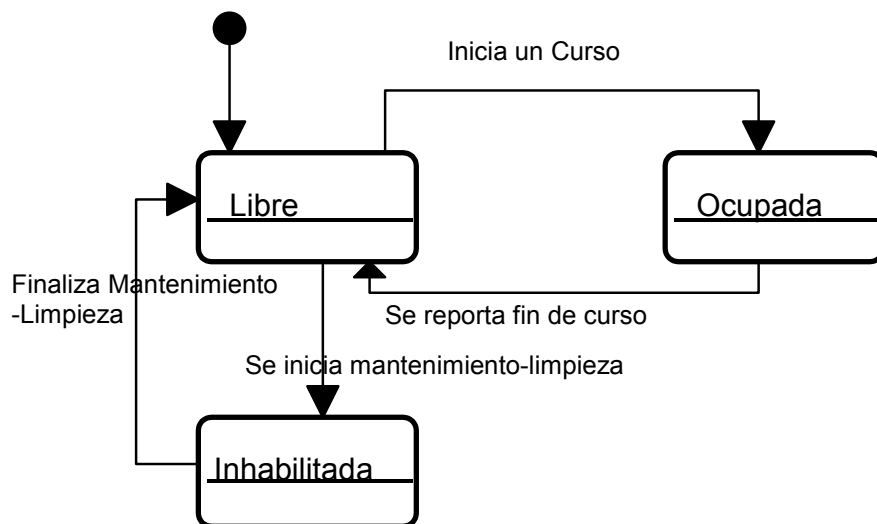 Inicia un Curso
Libre
Ocupada
Finaliza Mantenimiento
-Limpieza
Se reporta fin de curso
Se inicia mantenimiento-limpieza
Inhabilitada